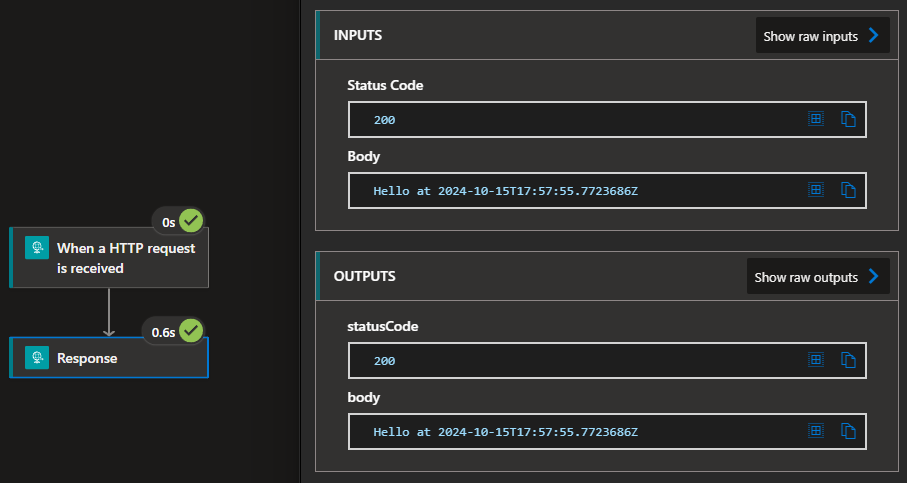 0s
When a HTTP request
is received
0.6s
Response
INPUTS
Show raw inputs
Status Code
200
Body
Hello at 2024-10-15T17:57:55.7723686Z
OUTPUTS
Show raw outputs
statusCode
200
body
Hello at 2024-10-15T17:57:55.7723686Z